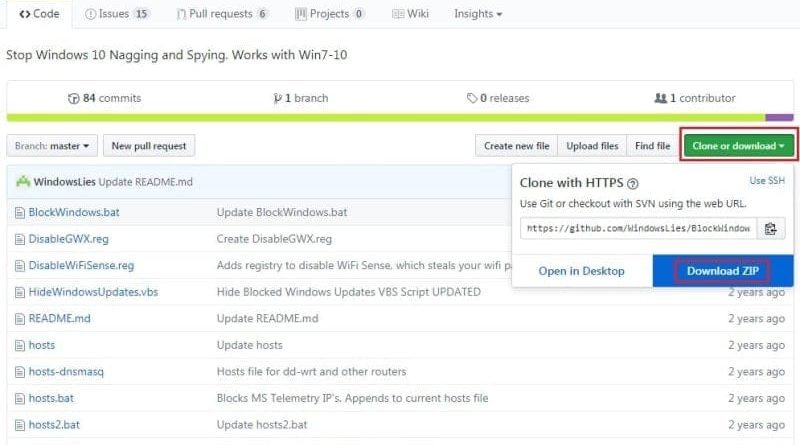 Code Issues 15 Pull requests 6 Projects 0 Wiki Insights
Stop Windows 10 Nagging and Spying. Works with Win7-10
84 commits 1 branch 0 releases 1 contributor
Branch: master New pull request Create new file Upload files Find file Clone or download
WindowsLies Update README.md
Clone with HTTPS Use SSH
Use Git or checkout with SVN using the web URL.
https://github.com/WindowsLies/BlockWindow
Open in Desktop Download ZIP
BlockWindows.bat Update BlockWindows.bat
DisableGWX.reg Create DisableGWX.reg
DisableWiFiSense.reg Adds registry to disable WiFi Sense, which steals your wifi pa
HideWindowsUpdates.vbs Hide Blocked Windows Updates VBS Script UPDATED 2 years ago
README.md Update README.md 2 years ago
hosts Update hosts 2 years ago
hosts-dnsmasq Hosts file for dd-wrt and other routers 2 years ago
hosts.bat Blocks MS Telemetry IP's. Appends to current hosts file 2 years ago
hosts2.bat Update hosts2.bat 2 years ago